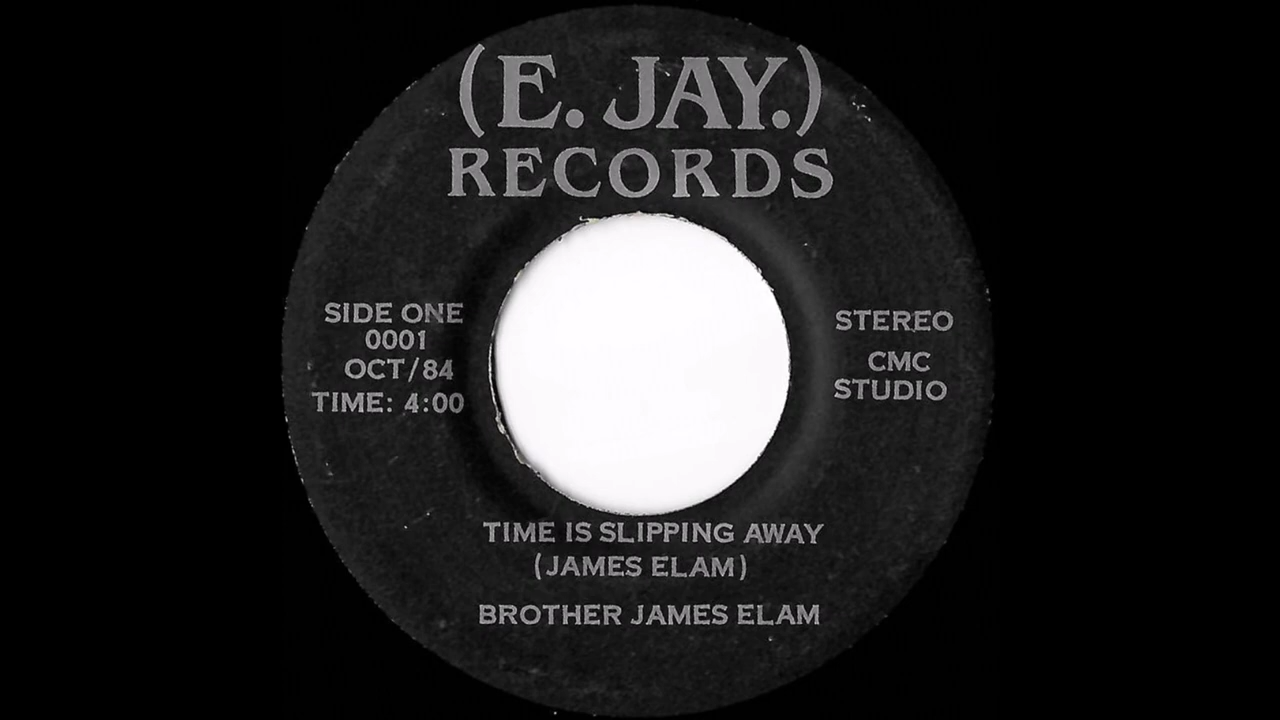 (E. JAY.)
RECORDS
SIDE ONE
0001
OCT/84
TIME: 4:00
STEREO
CMC
STUDIO
TIME IS SLIPPING AWAY
(JAMES ELAM)
BROTHER JAMES ELAM